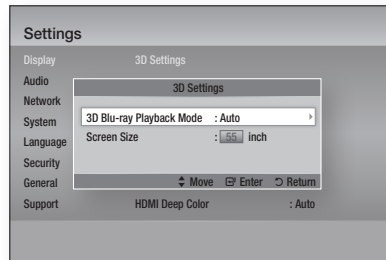 Settings
Display 3D Settings
Audio
Network
System
Language
Security
General
Support
3D Settings
3D Blu-ray Playback Mode : Auto
Screen Size : 55 inch
Move Enter Return
HDMI Deep Color : Auto